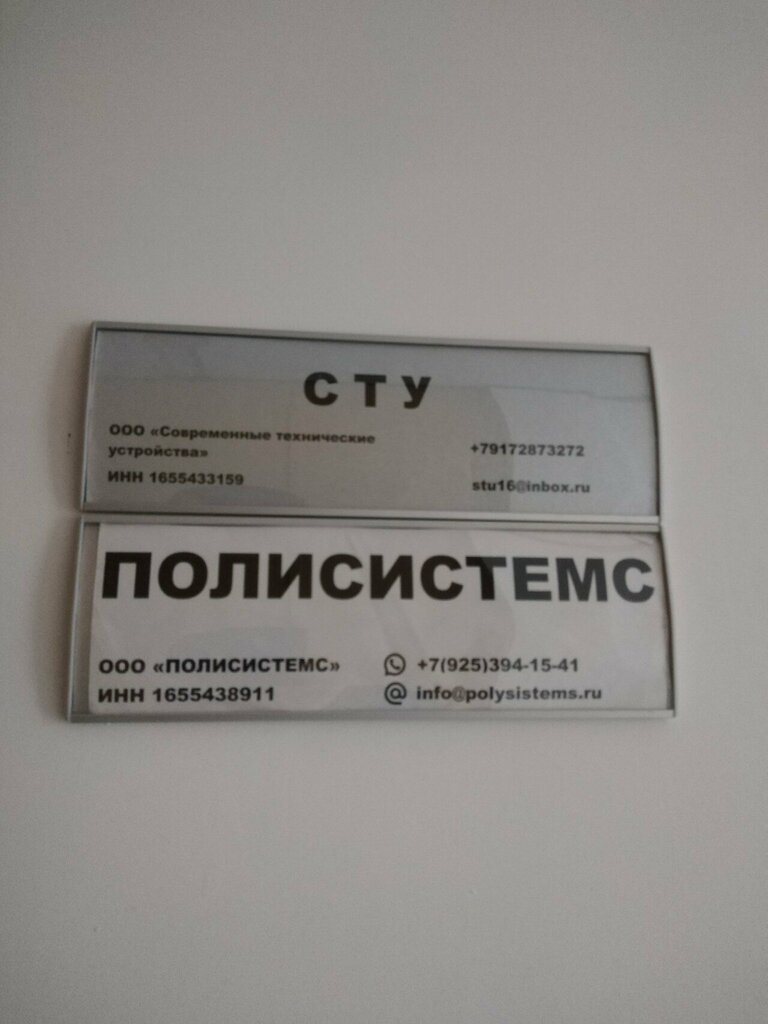 С Т У
ООО «Современные технические
устройства»
+79172873272
ИНН 1655433159
stu16@inbox.ru
ПОЛИСИСТЕМС
ООО «ПОЛИСИСТЕМС»
+7(925)394-15-41
ИНН 1655438911
@ info@polysistems.ru